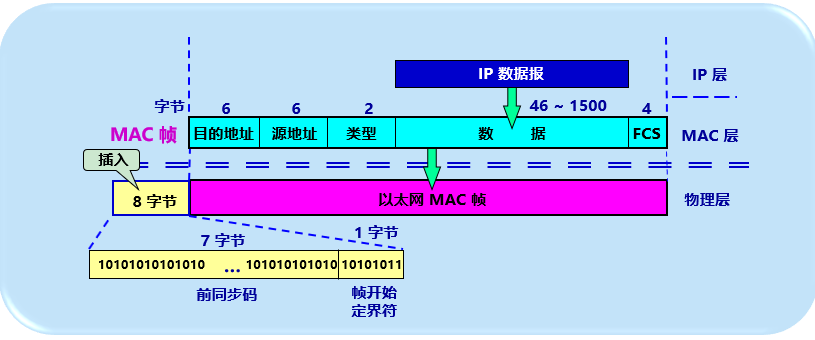 IP 数据报
IP 层
字节
6
6
2
46 ~ 1500
4
MAC 帧
目的地址
源地址
类型
数 据
FCS
MAC 层
插入
8 字节
以太网 MAC 帧
物理层
7 字节
1 字节
10101010101010 ... 101010101010
10101011
前同步码
帧开始
定界符